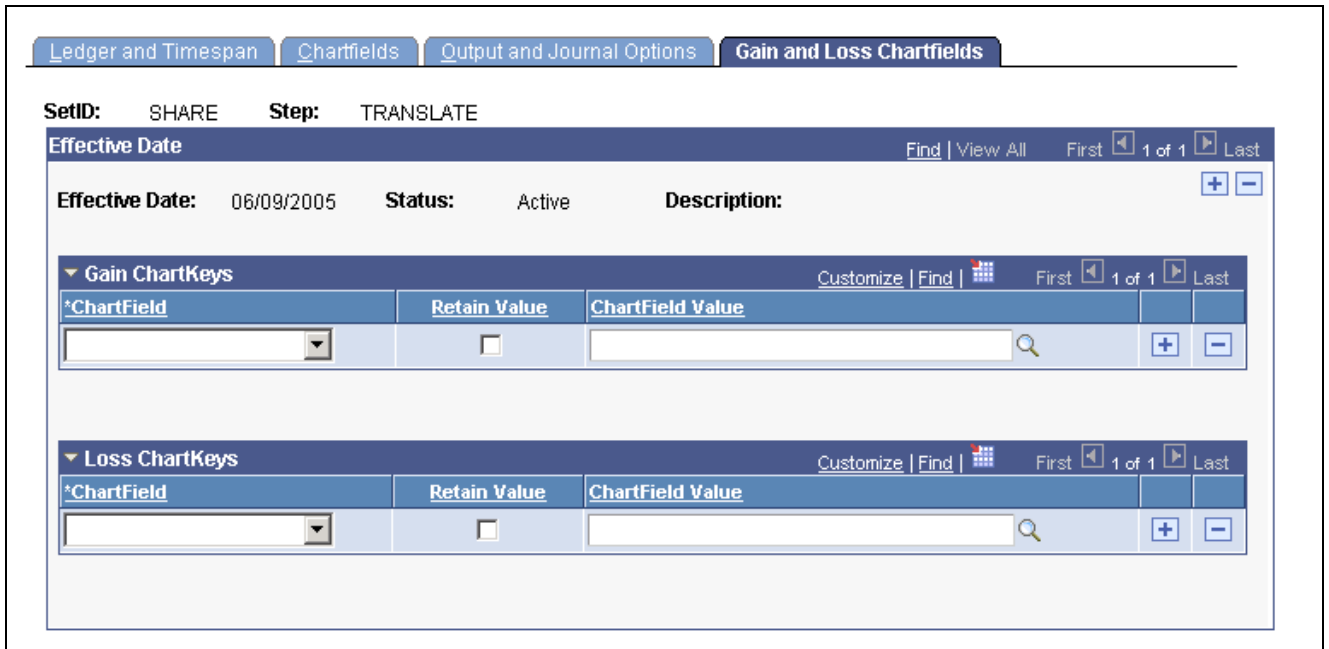 Ledger and Timespan Chartfields Output and Journal Options Gain and Loss Chartfields
SetID: SHARE Step: TRANSLATE
Effective Date Find | View All First 1 of 1 Last
Effective Date: 06/09/2005 Status: Active Description:
Gain ChartKeys Customize | Find | First 1 of 1 Last
*ChartField Retain Value ChartField Value
Loss ChartKeys Customize | Find | First 1 of 1 Last
*ChartField Retain Value ChartField Value